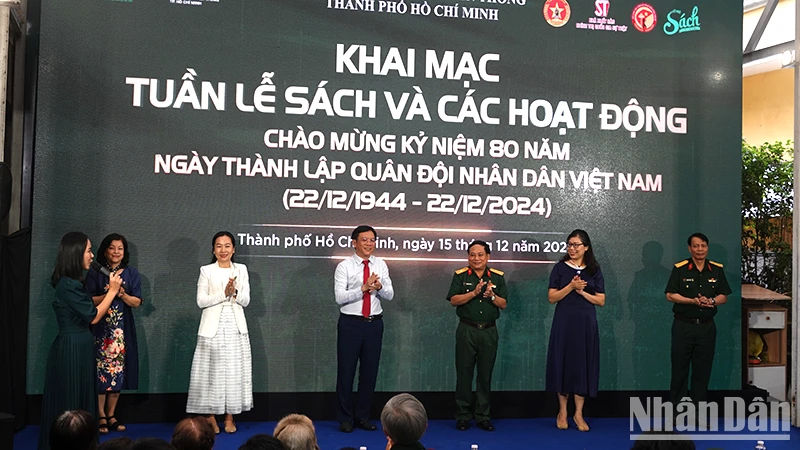 THÀNH PHỐ HỒ CHÍ MINH
KHAI MẠC
TUẦN LỄ SÁCH VÀ CÁC HOẠT ĐỘNG
CHÀO MỪNG KỶ NIỆM 80 NĂM
NGÀY THÀNH LẬP QUÂN ĐỘI NHÂN DÂN VIỆT NAM
(22/12/1944 - 22/12/2024)
Thành phố Hồ Chí Minh, ngày 15 tháng 12 năm 202
ST
Sách
NhânDân